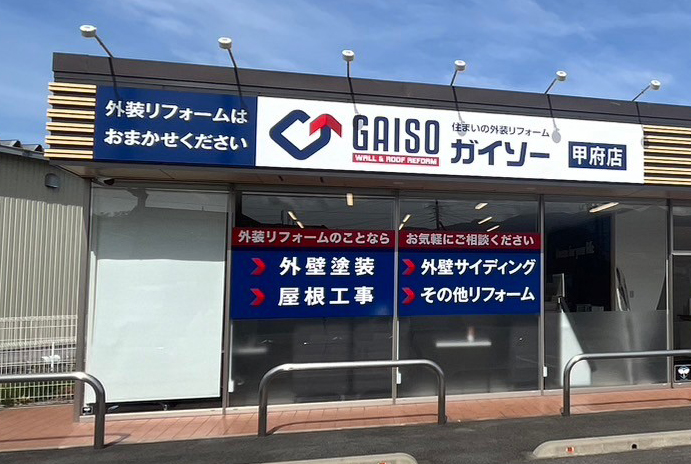 外装リフォームは
おまかせください
GAISO
WALL & ROOF REFORM
住まいの外装リフォーム
ガイソー
甲府店
外装リフォームのことなら
外壁塗装
屋根工事
お気軽にご相談ください
外壁サイディング
その他リフォーム